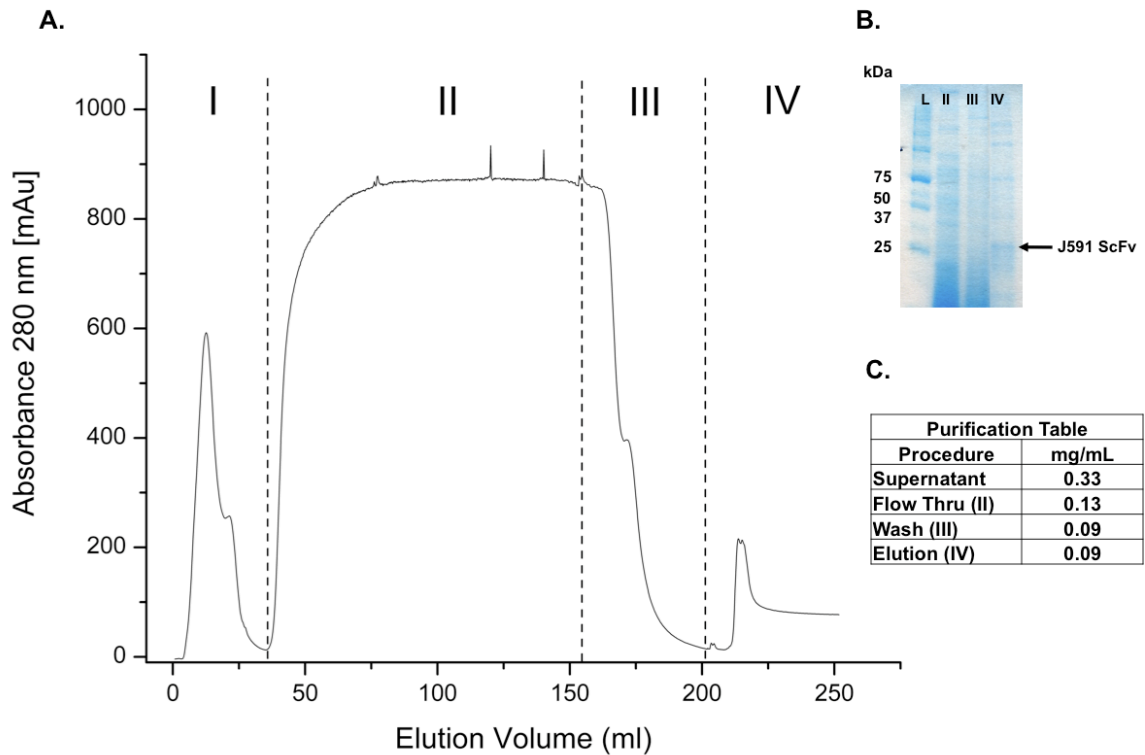 A.
I II III IV
1000
800
600
400
200
0
Absorbance 280 nm [mAu]
0 50 100 150 200 250
Elution Volume (ml)
B.
kDa
L II III IV
75
50
37
25
J591 ScFv
C.
Purification Table
Procedure mg/mL
Supernatant 0.33
Flow Thru (II) 0.13
Wash (III) 0.09
Elution (IV) 0.09